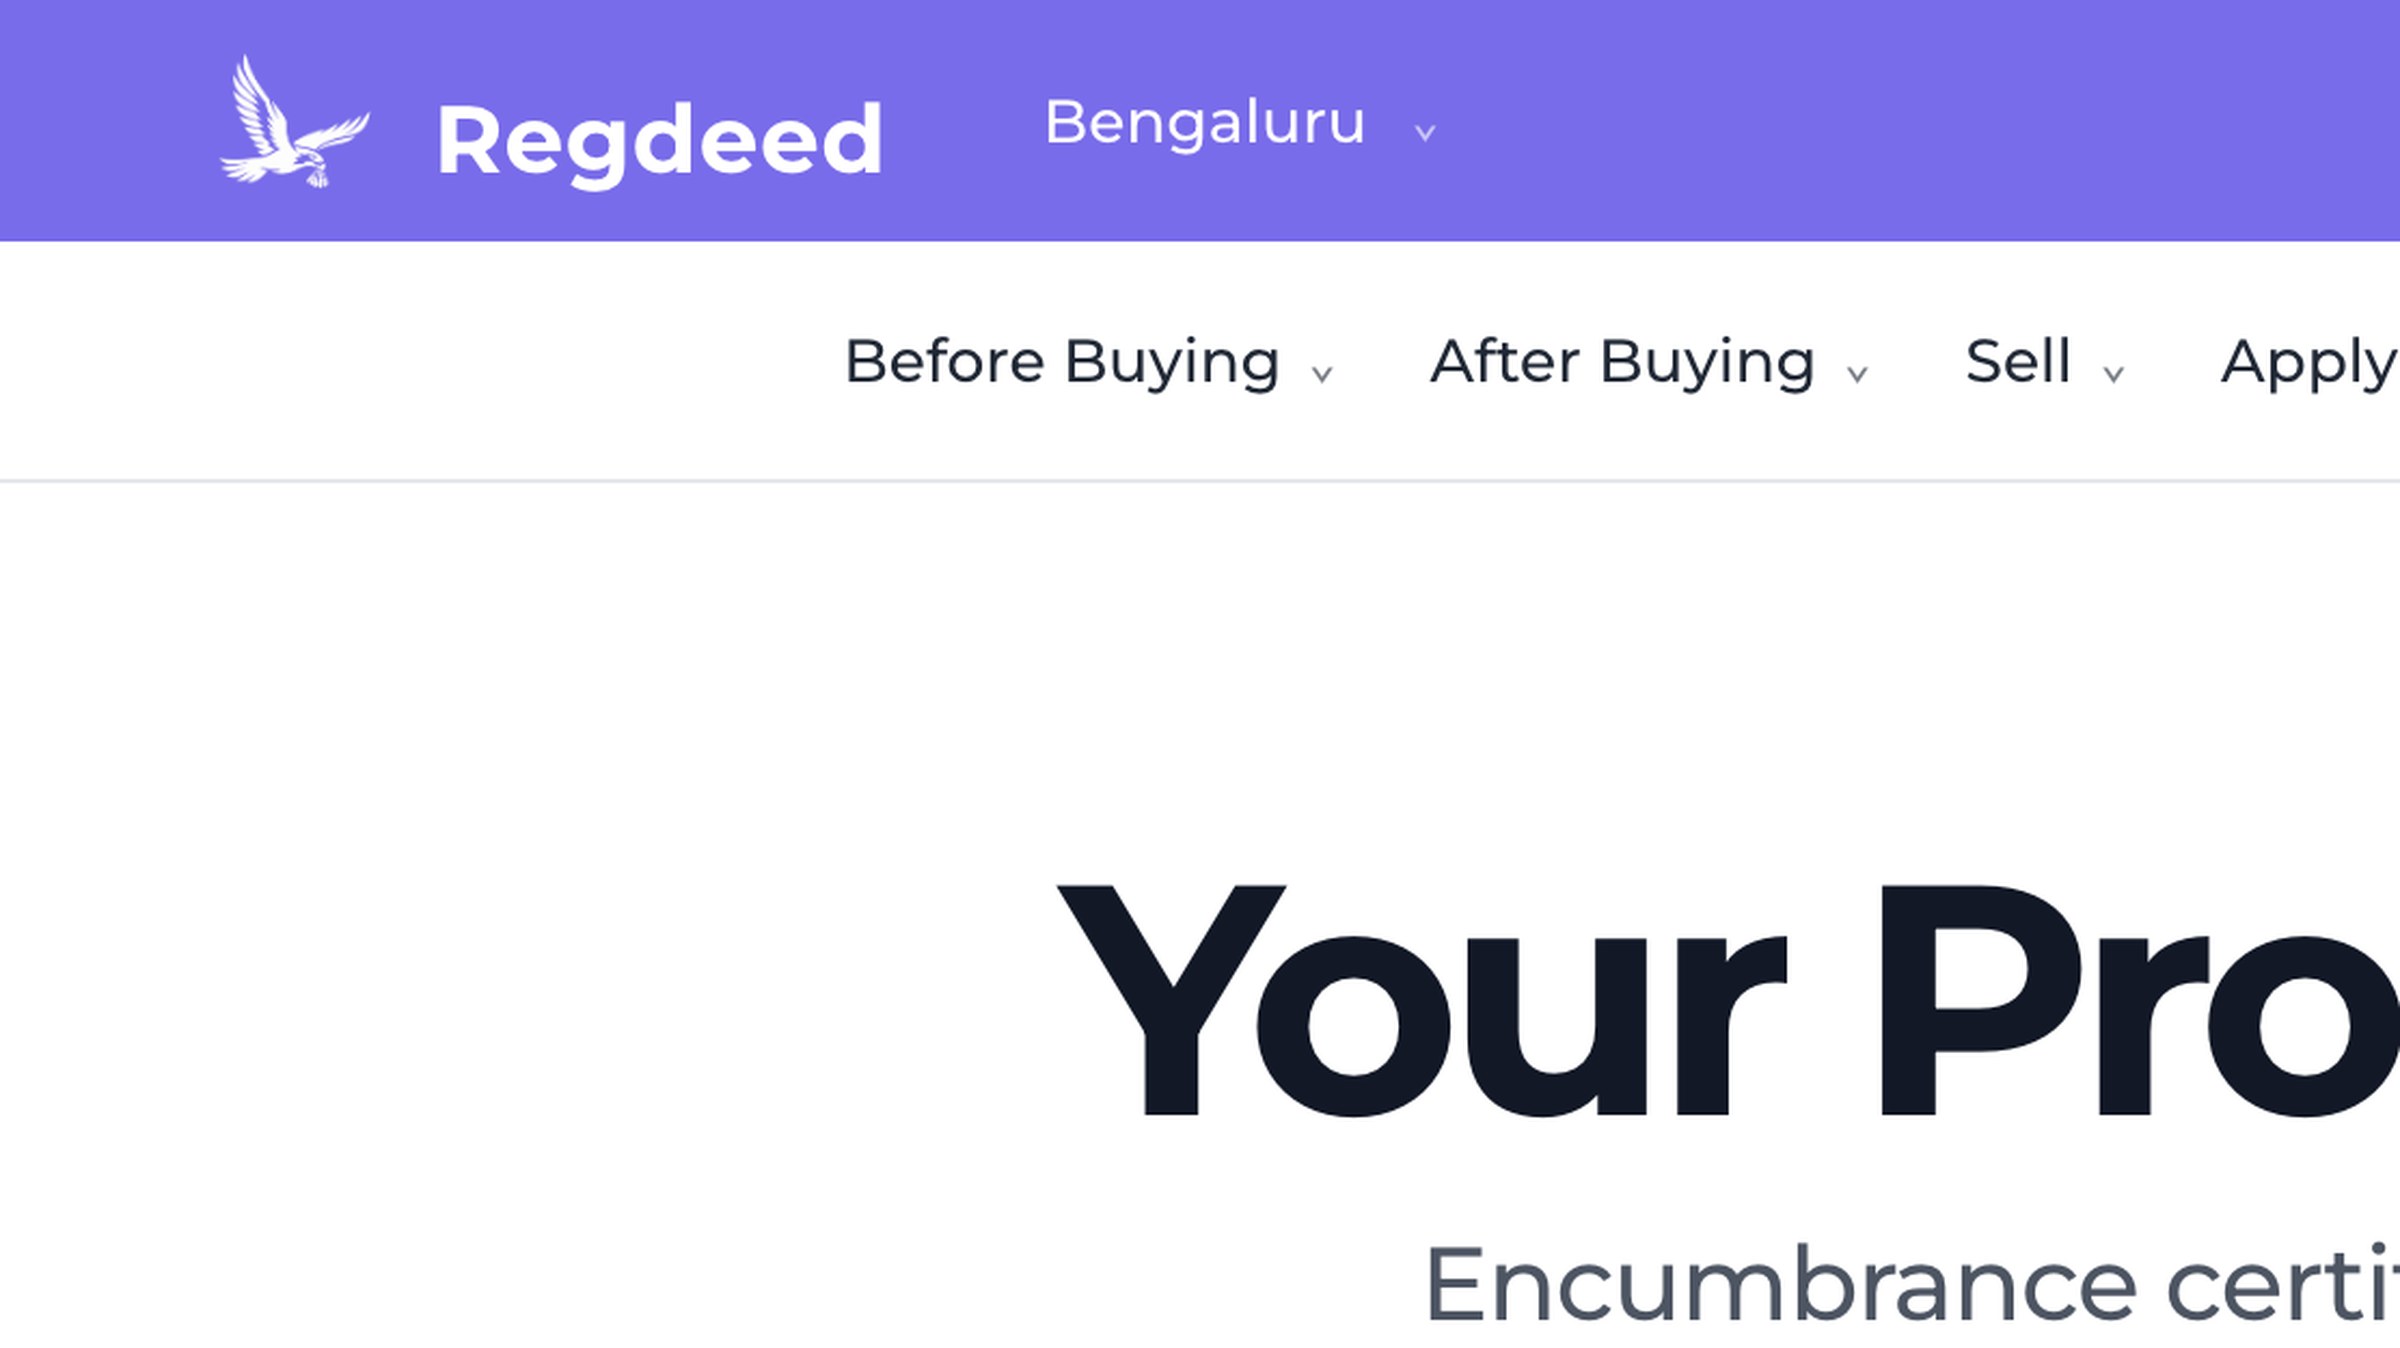 Regdeed
Bengaluru
Before Buying After Buying Sell Apply
Your Pro
Encumbrance certi